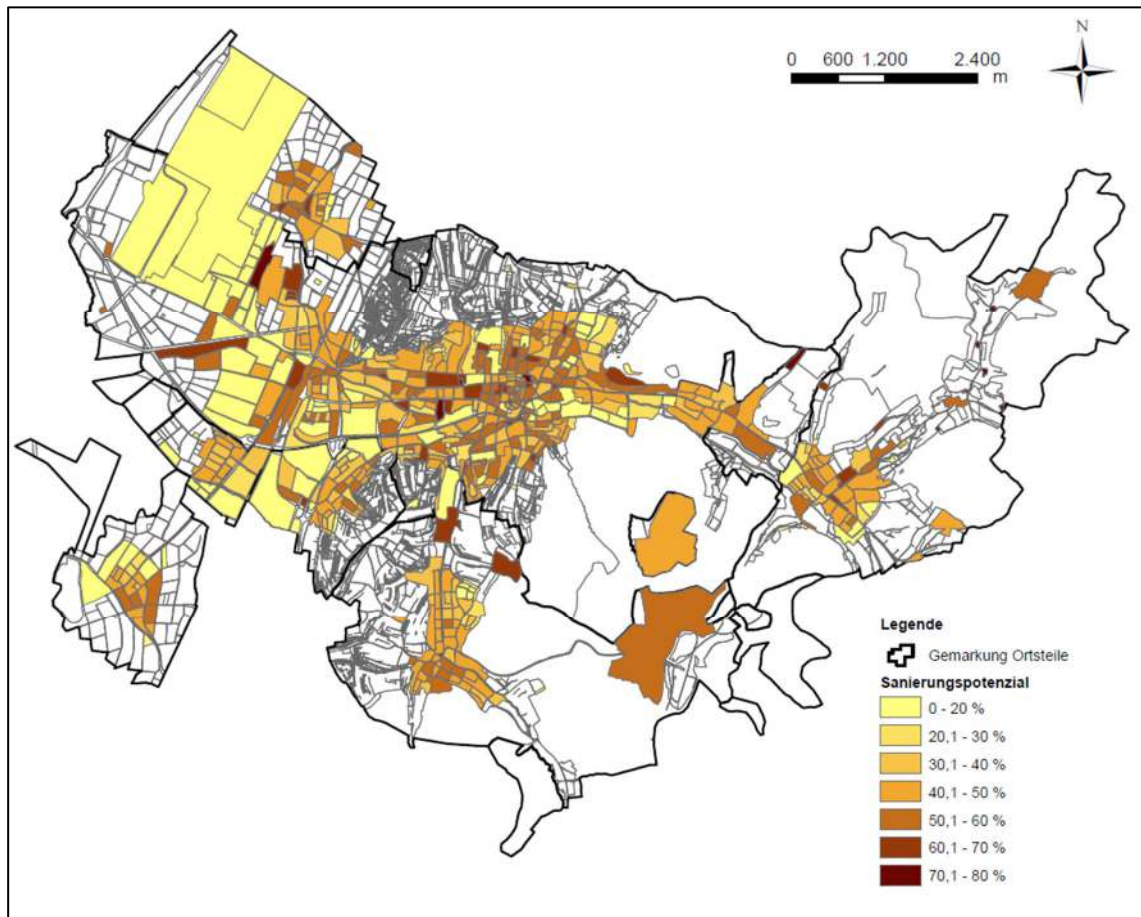 N
0 600 1.200 2.400
m
Legende
Gemarkung Ortsteile
Sanierungspotenzial
0 - 20 %
20,1 - 30 %
30,1 - 40 %
40,1 - 50 %
50,1 - 60 %
60,1 - 70 %
70,1 - 80 %